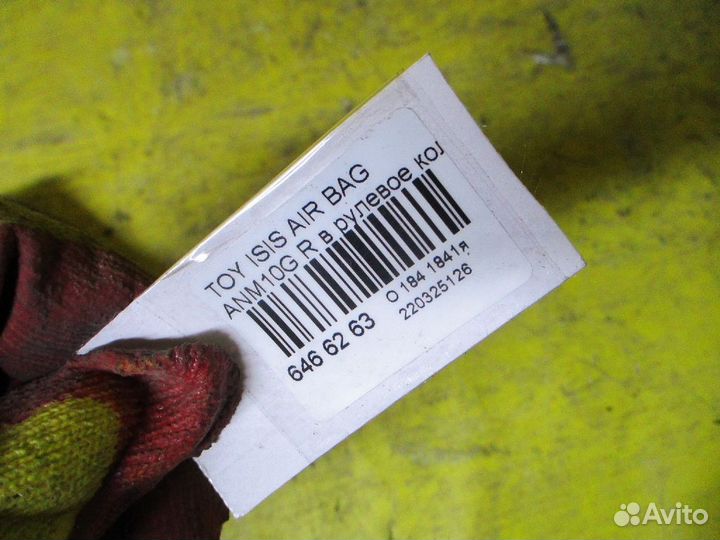 TOY ISIS AIR BAG
ANM10G R в рулевое кол
646 62 63
О 184 1841я
220325126
Avito